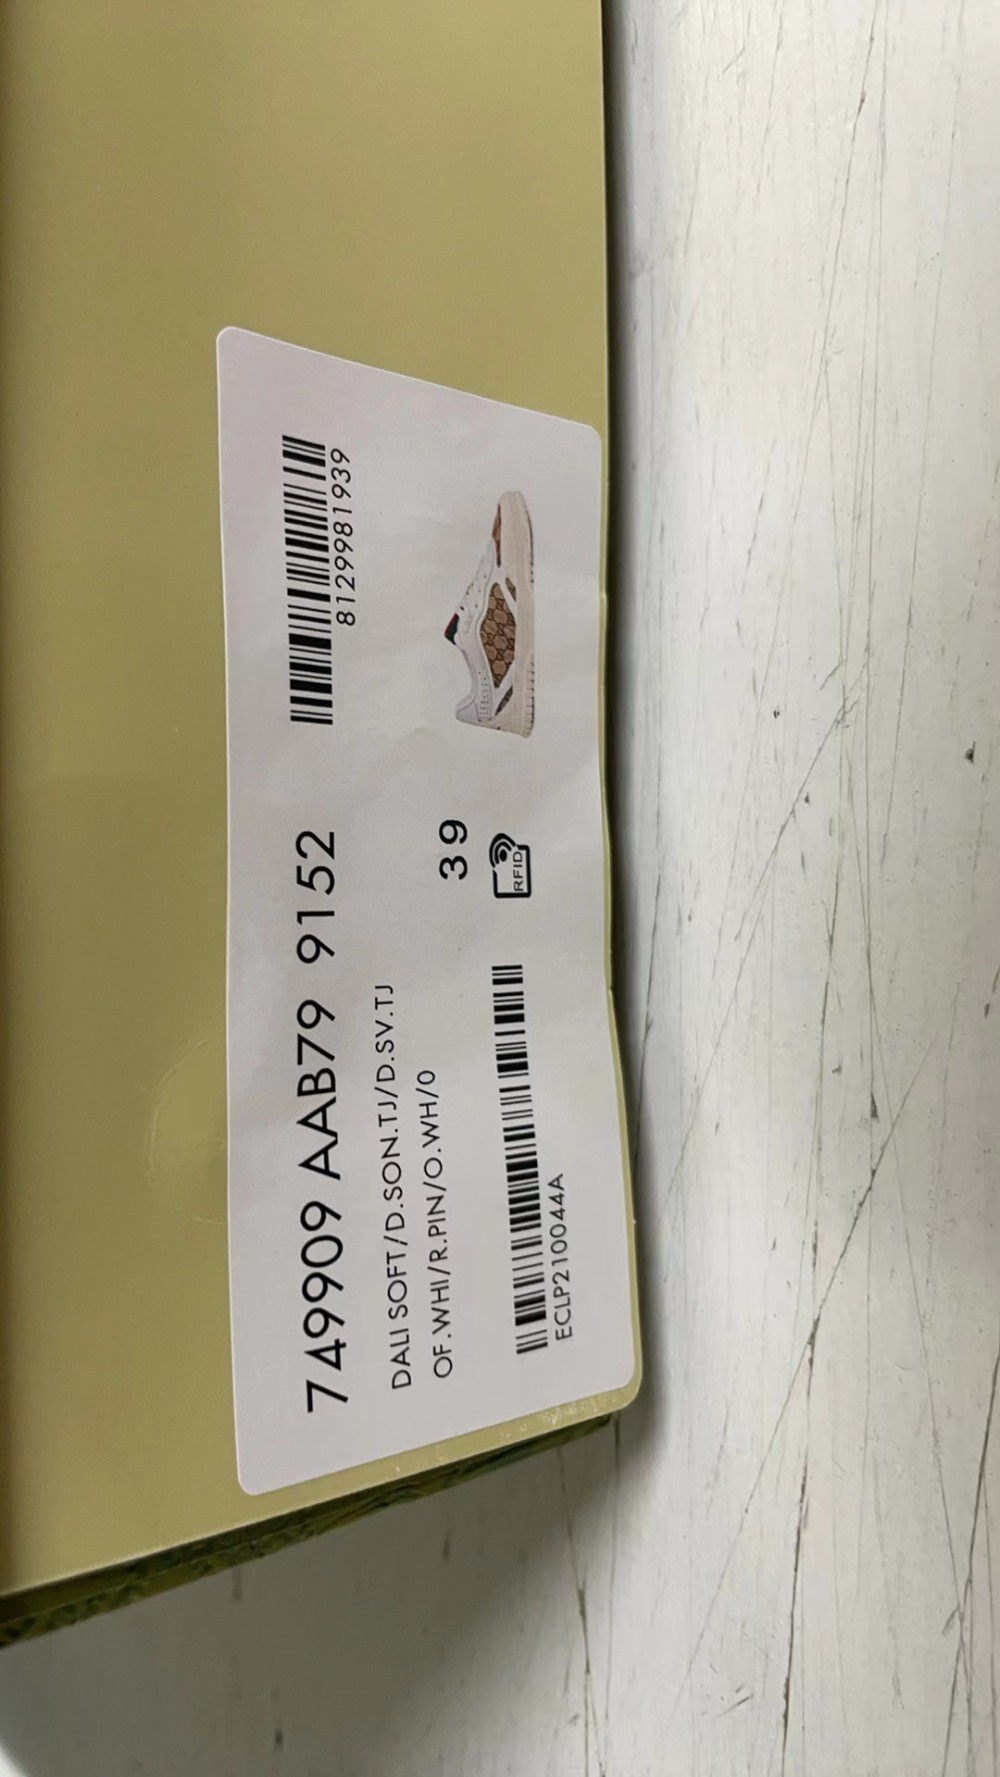 749909 AAB79 9152
8129981939
DALI SOFT/D.SON.TJ/D.SV.TJ
OF.WHI/R.PIN/O.WH/0
39
ECLP210044A
RFID